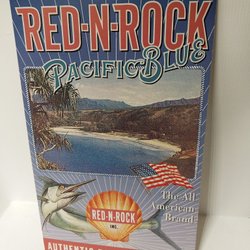 RED-N-ROCK
PACIFIC BLUE
The All
American
Brand
RED-N-ROCK
INC.
AUTHENTIC